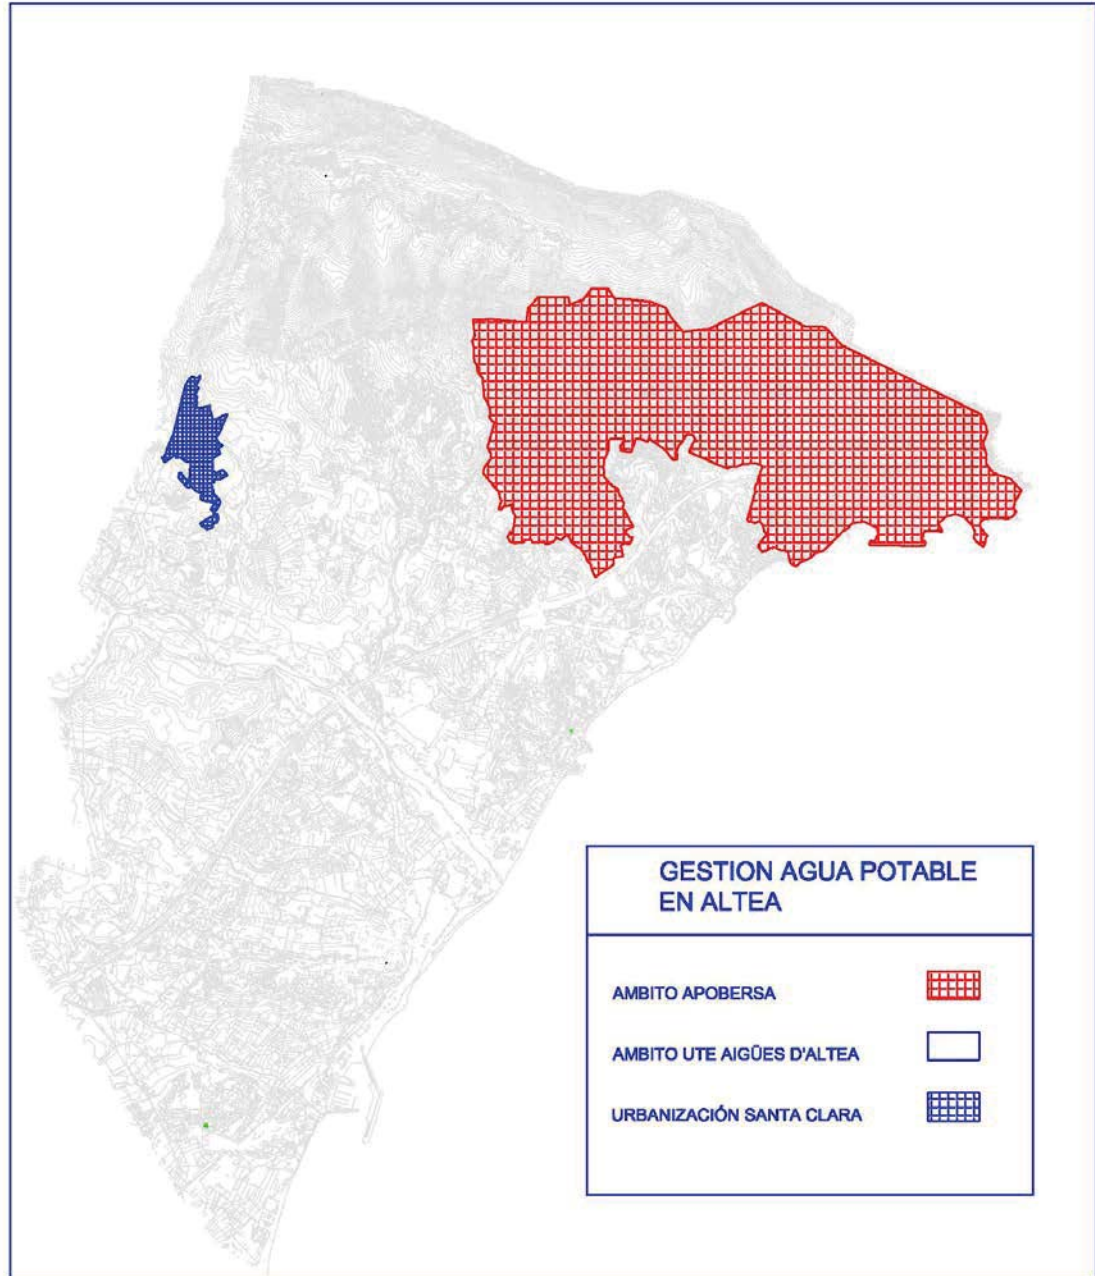 GESTION AGUA POTABLE
EN ALTEA
AMBITO APOBERSA
AMBITO UTE AIGÜES D'ALTEA
URBANIZACIÓN SANTA CLARA